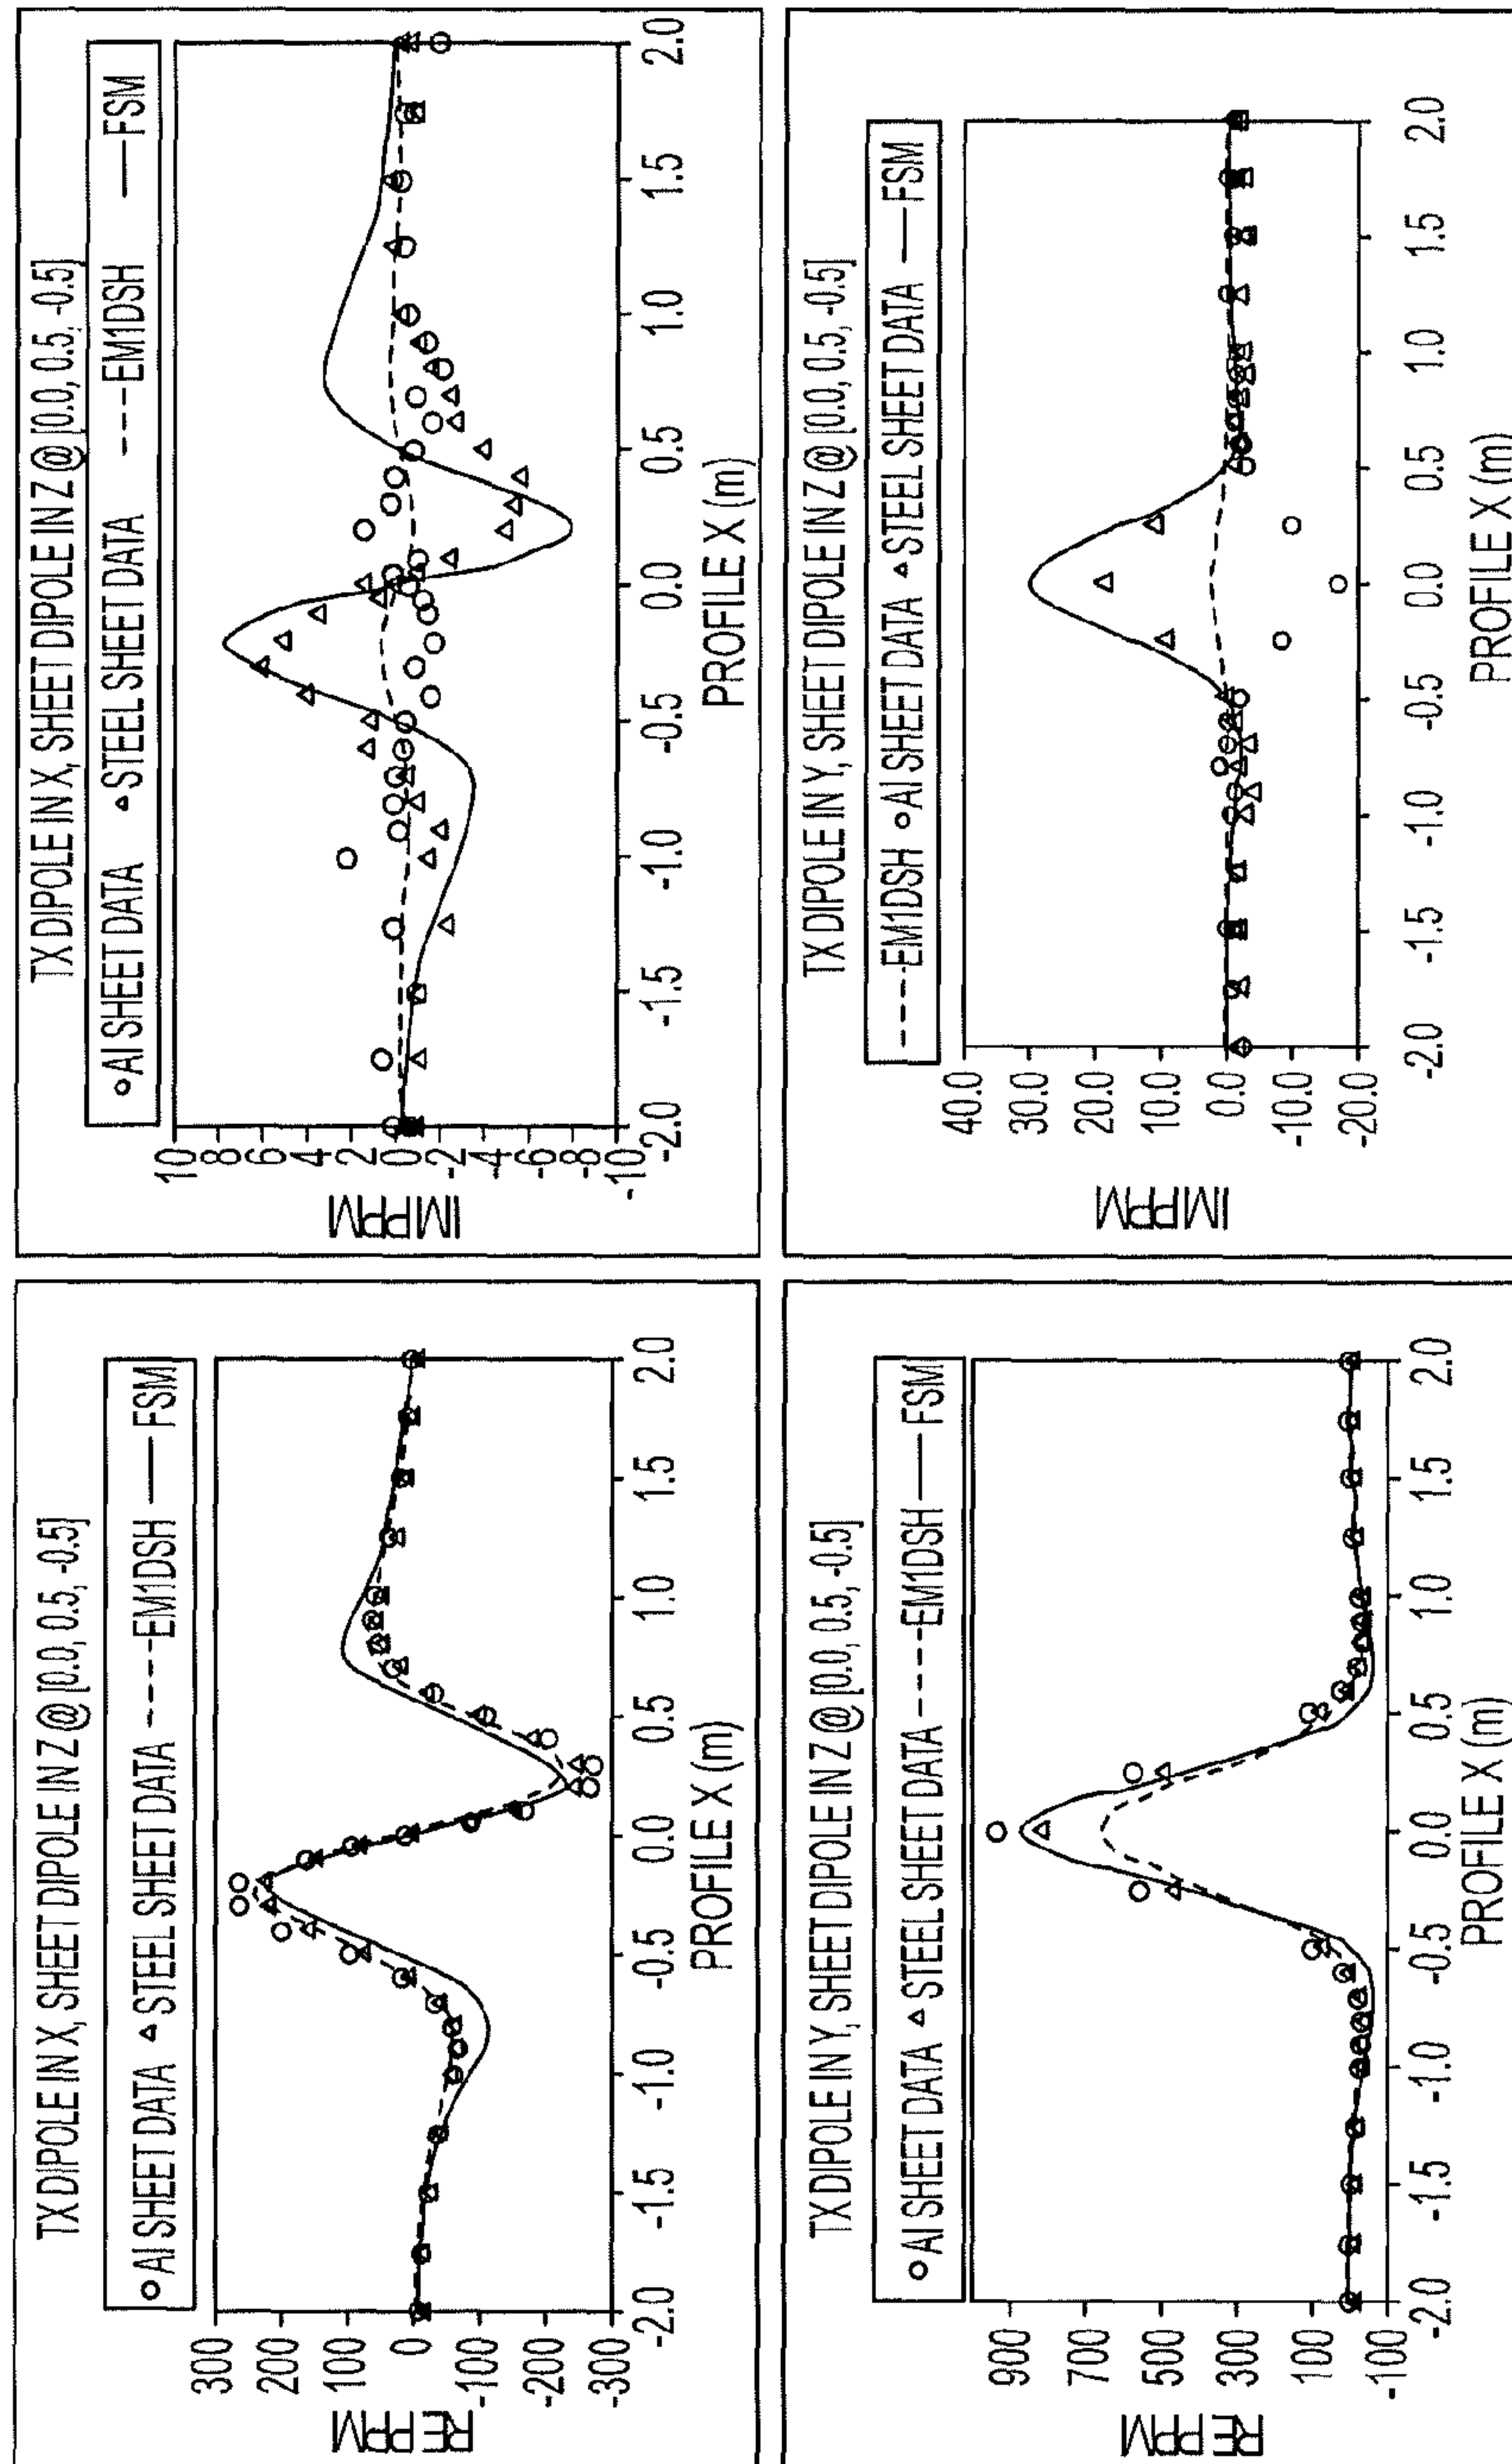 TX DIPOLE IN X, SHEET DIPOLE IN Z @ [0.0, 0.5, -0.5]
AI SHEET DATA STEEL SHEET DATA EM1DSH FSM
RE PPM
300
200
100
0
-100
-200
-300
-2.0 -1.5 -1.0 -0.5 0.0 0.5 1.0 1.5 2.0
PROFILE X (m)
TX DIPOLE IN X, SHEET DIPOLE IN Z @ [0.0, 0.5, -0.5]
AI SHEET DATA STEEL SHEET DATA EM1DSH FSM
IMPPM
10
8
6
4
2
0
-2
-4
-6
-8
-10
-2.0 -1.5 -1.0 -0.5 0.0 0.5 1.0 1.5 2.0
PROFILE X (m)
TX DIPOLE IN Y, SHEET DIPOLE IN Z @ [0.0, 0.5, -0.5]
AI SHEET DATA STEEL SHEET DATA EM1DSH FSM
RE PPM
900
700
500
300
100
-100
-2.0 -1.5 -1.0 -0.5 0.0 0.5 1.0 1.5 2.0
PROFILE X (m)
TX DIPOLE IN Y, SHEET DIPOLE IN Z @ [0.0, 0.5, -0.5]
EM1DSH AI SHEET DATA STEEL SHEET DATA FSM
IMPPM
40.0
30.0
20.0
10.0
0.0
-10.0
-20.0
-2.0 -1.5 -1.0 -0.5 0.0 0.5 1.0 1.5 2.0
PROFILE X (m)